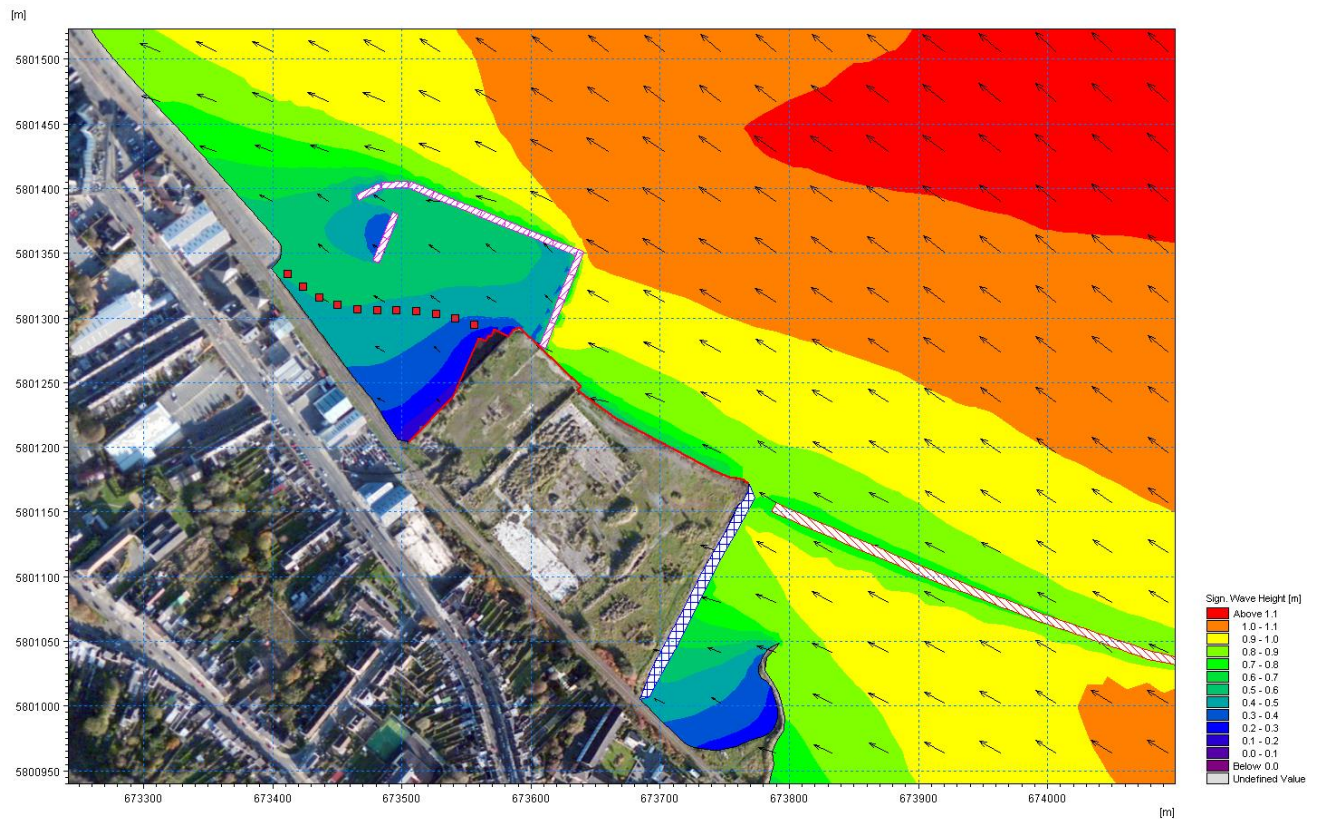 [m]
5801500
5801450
5801400
5801350
5801300
5801250
5801200
5801150
5801100
5801050
5801000
5800950
673300 673400 673500 673600 673700 673800 673900 674000
[m]
Sign. Wave Height [m]
Above 1.1
1.0 - 1.1
0.9 - 1.0
0.8 - 0.9
0.7 - 0.8
0.6 - 0.7
0.5 - 0.6
0.4 - 0.5
0.3 - 0.4
0.2 - 0.3
0.1 - 0.2
0.0 - 0.1
Below 0.0
Undefined Value